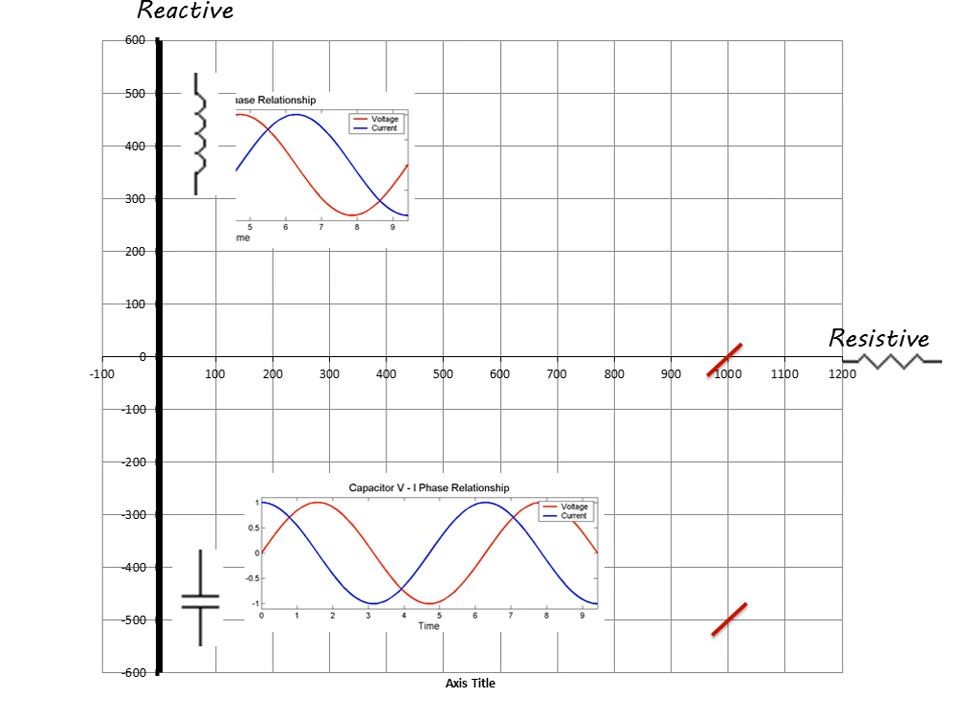 Reactive
600
500
400
300
200
100
0
-100
-200
-300
-400
-500
-600
-100 100 200 300 400 500 600 700 800 900 1000 1100 1200
Axis Title
hase Relationship
Voltage
Current
5 6 7 8 9
me
Resistive
Capacitor V - I Phase Relationship
Voltage
Current
1
0.5
0
-0.5
-1
0 1 2 3 4 5 6 7 8 9
Time